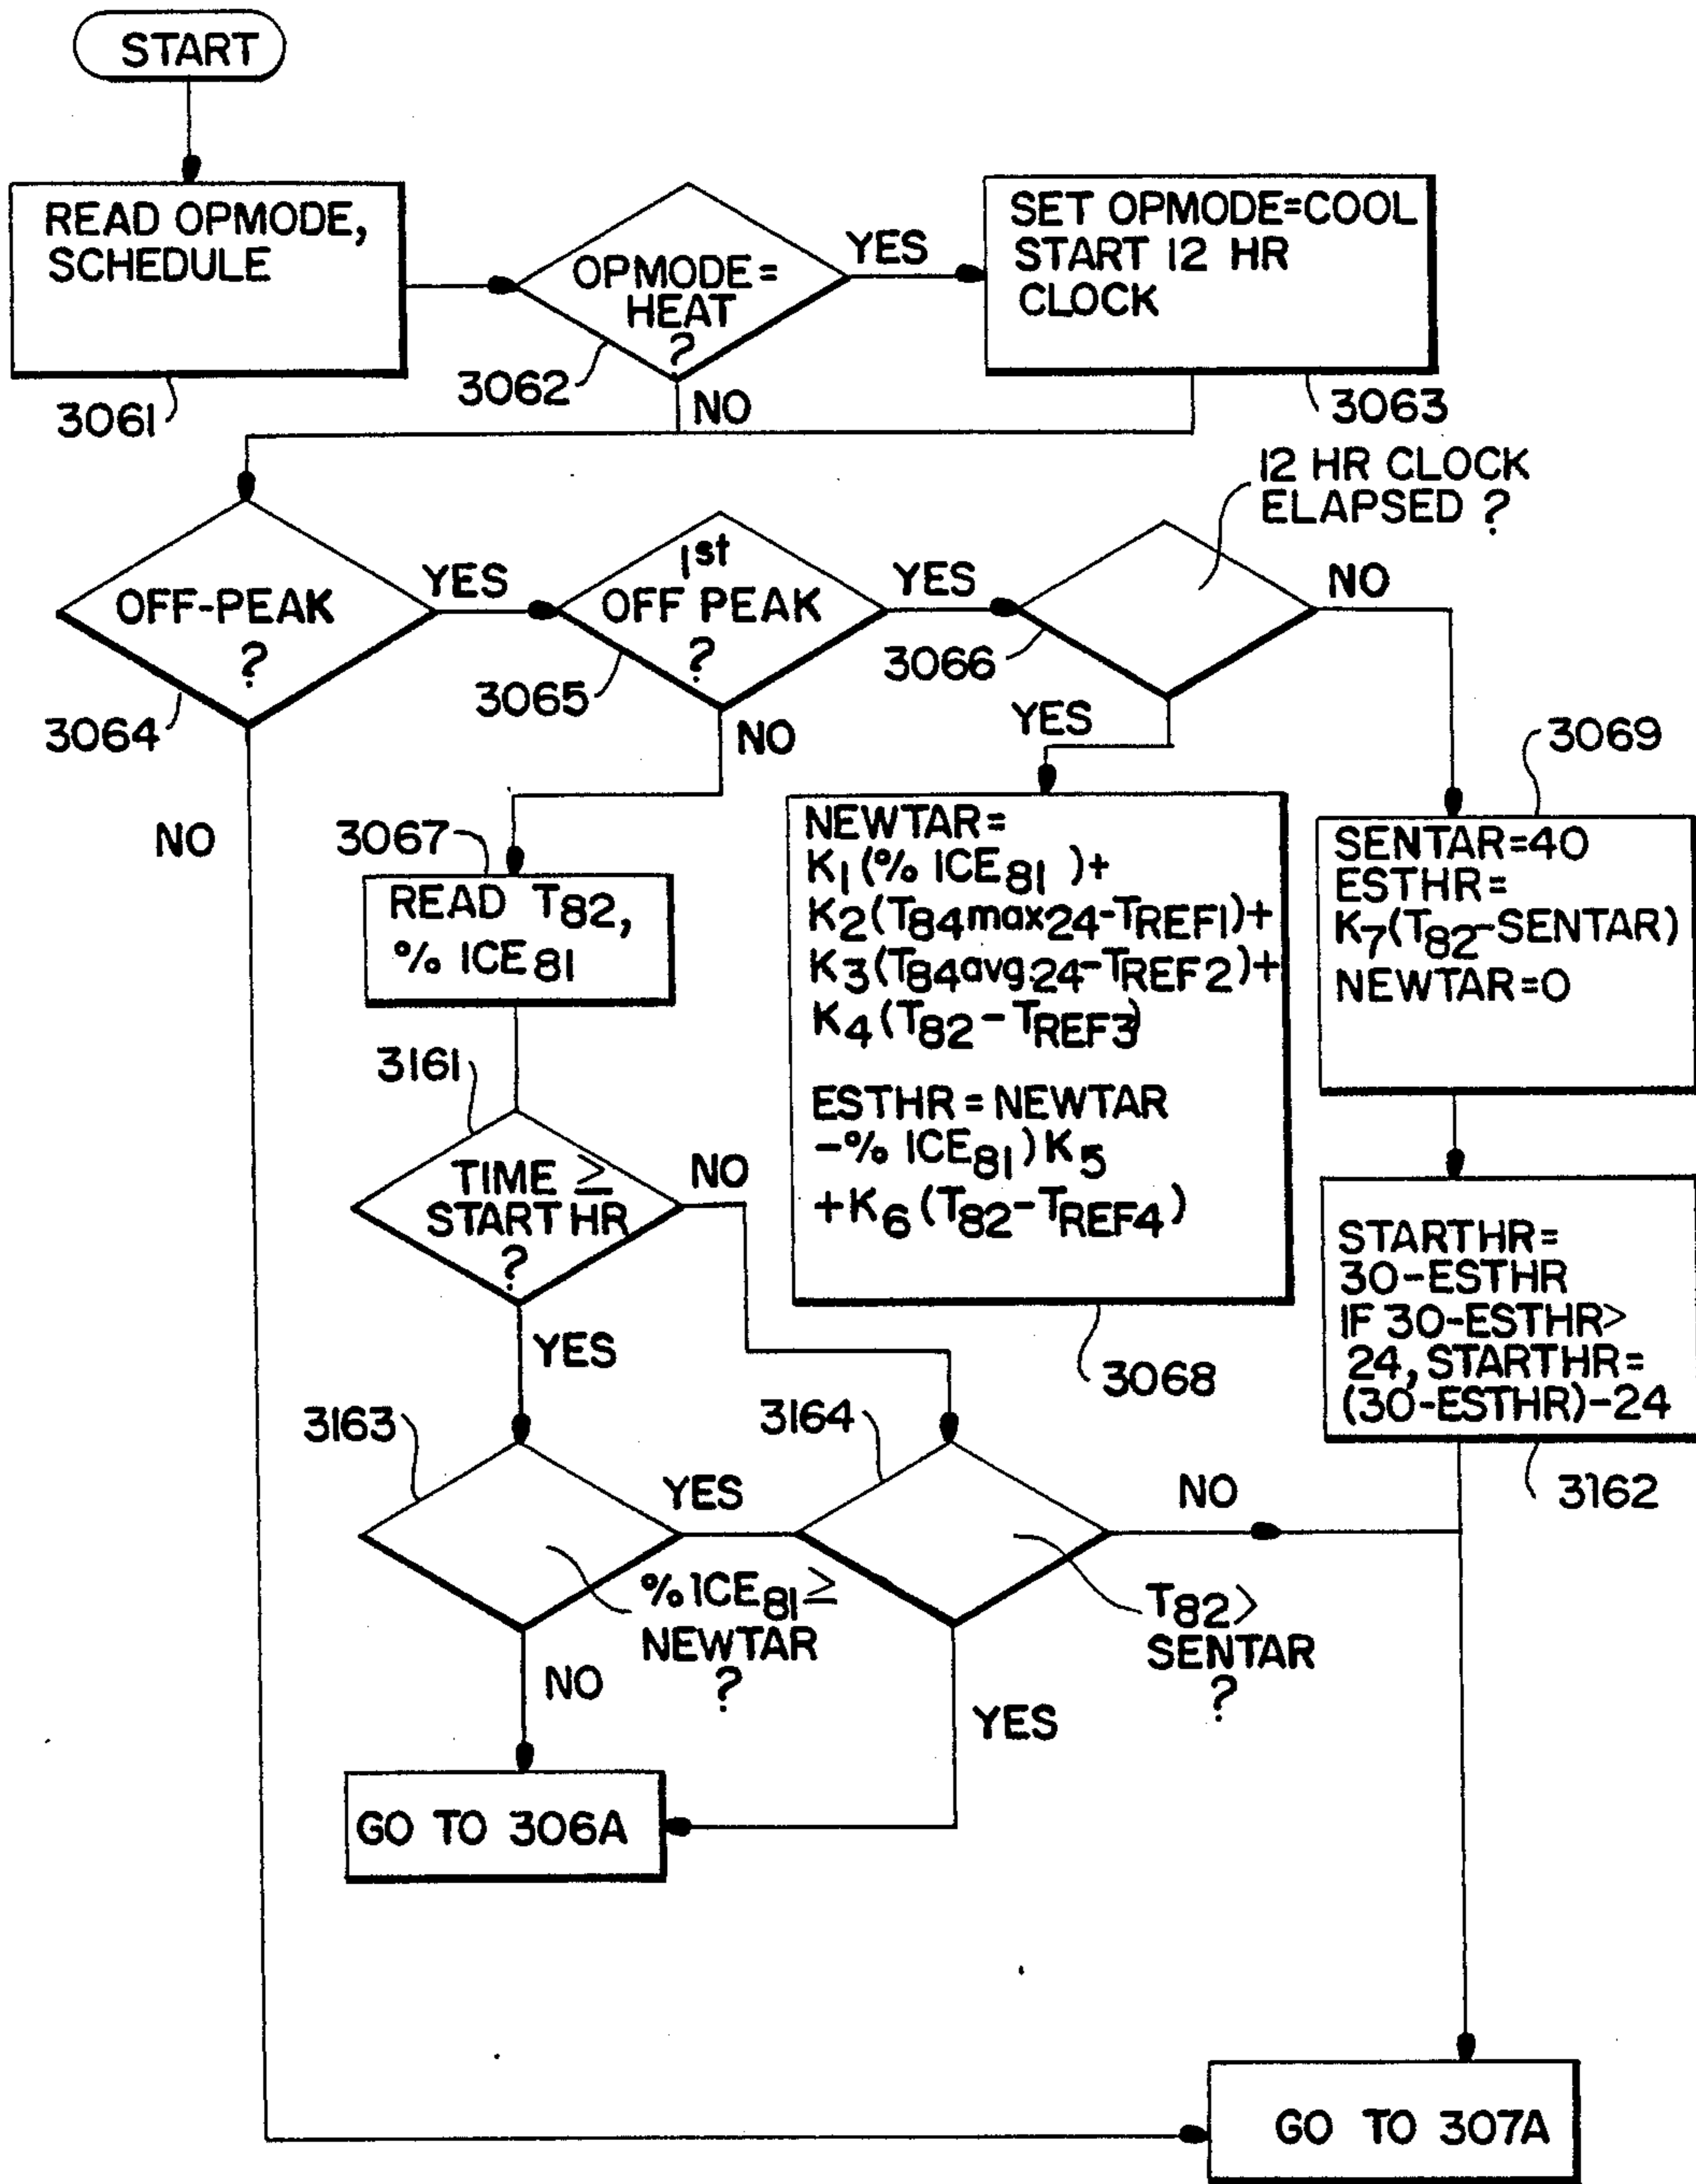 START
READ OPMODE,
SCHEDULE
3061
OPMODE=
HEAT
?
3062
YES
NO
SET OPMODE=COOL
START 12 HR
CLOCK
3063
OFF-PEAK
?
3064
YES
NO
1st
OFF PEAK
?
3065
YES
NO
12 HR CLOCK
ELAPSED ?
3066
NO
YES
3067
READ T82,
% ICE81
NEWTAR=
K1(% ICE81)+
K2(T84max24-TREF1)+
K3(T84avg.24-TREF2)+
K4(T82-TREF3)
ESTHR=NEWTAR
-% ICE81)K5
+K6(T82-TREF4)
3068
3069
SENTAR=40
ESTHR=
K7(T82-SENTAR)
NEWTAR=0
3161
TIME ≥
START HR
?
NO
YES
STARTHR=
30-ESTHR
IF 30-ESTHR>
24, STARTHR=
(30-ESTHR)-24
3162
3163
YES
%ICE81≥
NEWTAR
?
NO
3164
NO
T82>
SENTAR
?
YES
GO TO 306A
GO TO 307A